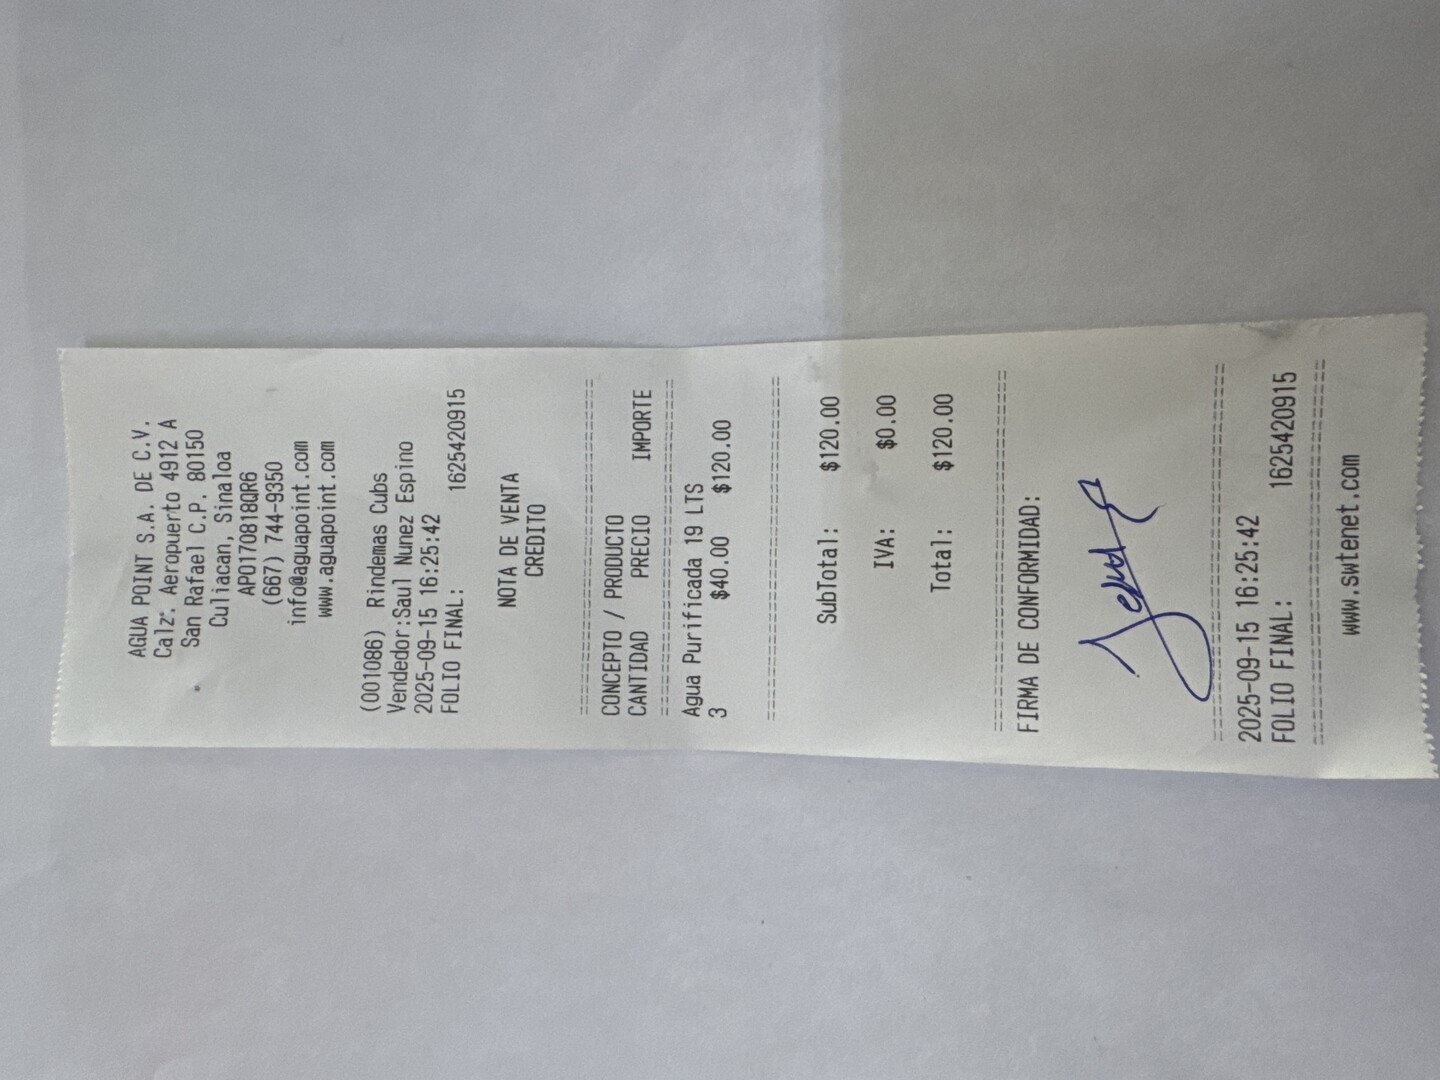 AGUA POINT S.A. DE C.V.
Calz. Aeropuerto 4912 A
San Rafael C.P. 80150
Culiacan, Sinaloa
APO170818QR6
(667) 744-9350
info@aguapoint.com
www.aguapoint.com
(001086) Rindemas Cubs
Vendedor:Saul Nunez Espino
2025-09-15 16:25:42
FOLIO FINAL: 1625420915
NOTA DE VENTA
CREDITO
==============================
CONCEPTO / PRODUCTO
CANTIDAD PRECIO IMPORTE
==============================
Agua Purificada 19 LTS
3 $40.00 $120.00
==============================
SubTotal: $120.00
IVA: $0.00
Total: $120.00
==============================
FIRMA DE CONFORMIDAD:
==============================
2025-09-15 16:25:42
FOLIO FINAL: 1625420915
==============================
www.swtenet.com